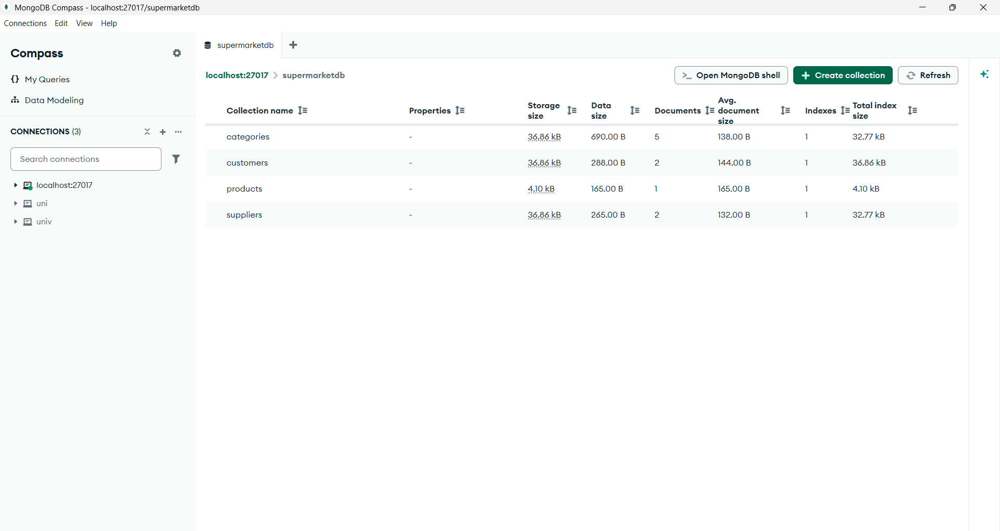 MongoDB Compass - localhost:27017/supermarketdb
Connections Edit View Help
Compass
My Queries
Data Modeling
CONNECTIONS (3)
Search connections
localhost:27017
uni
univ
supermarketdb
localhost:27017 supermarketdb
Open MongoDB shell
Create collection
Refresh
Collection name Properties Storage size Data size Documents Avg. document size Indexes Total index size
categories - 36.86 kB 690.00 B 5 138.00 B 1 32.77 kB
customers - 36.86 kB 288.00 B 2 144.00 B 1 36.86 kB
products - 4.10 kB 165.00 B 1 165.00 B 1 4.10 kB
suppliers - 36.86 kB 265.00 B 2 132.00 B 1 32.77 kB